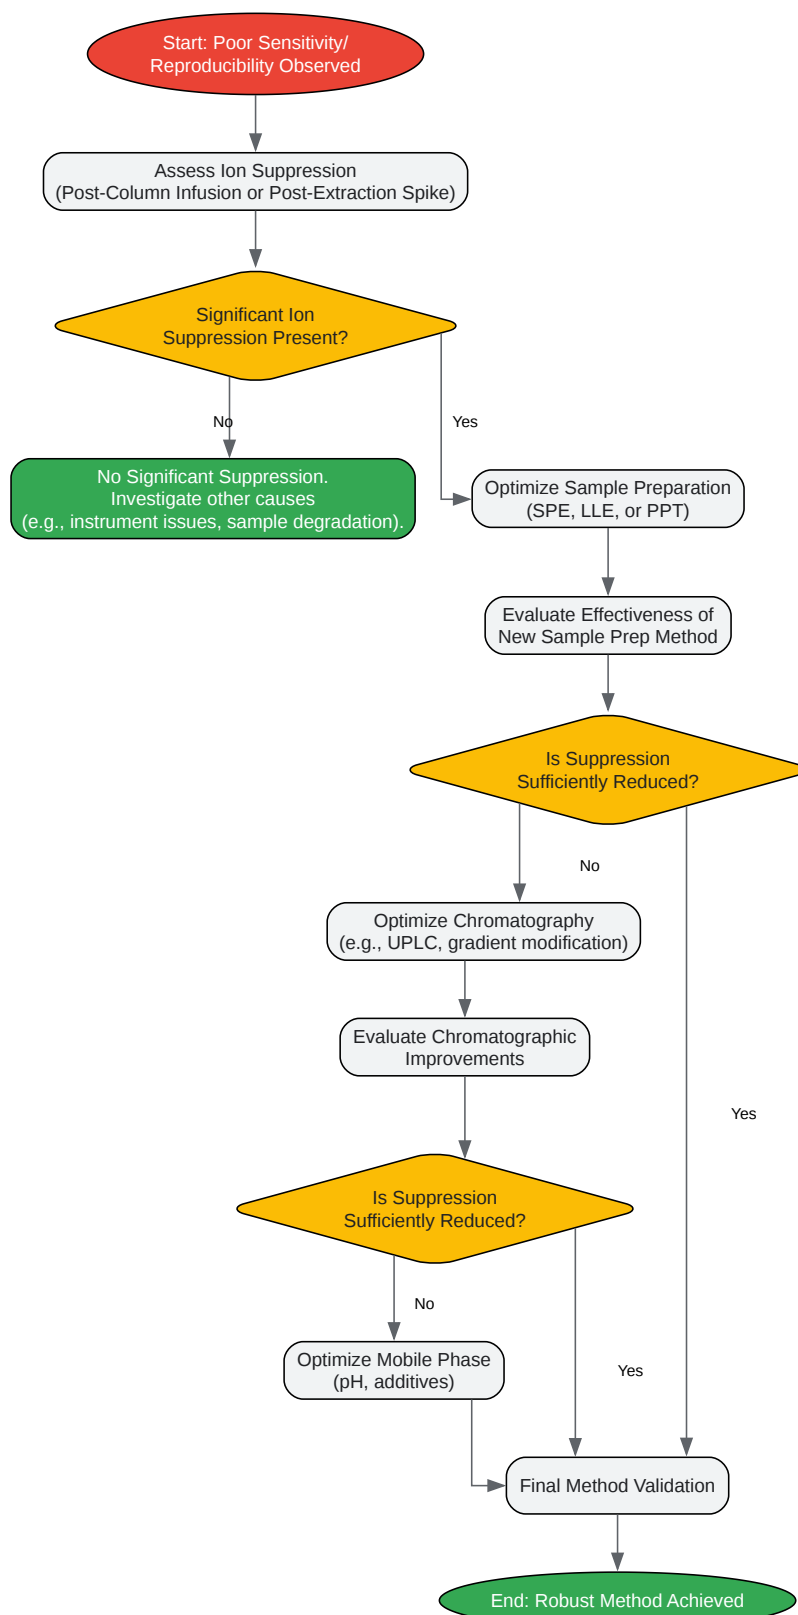 Start: Poor Sensitivity/
Reproducibility Observed
Assess Ion Suppression
(Post-Column Infusion or Post-Extraction Spike)
Significant Ion
Suppression Present?
No
Yes
No Significant Suppression.
Investigate other causes
(e.g., instrument issues, sample degradation).
Optimize Sample Preparation
(SPE, LLE, or PPT)
Evaluate Effectiveness of
New Sample Prep Method
Is Suppression
Sufficiently Reduced?
No
Optimize Chromatography
(e.g., UPLC, gradient modification)
Evaluate Chromatographic
Improvements
Yes
Is Suppression
Sufficiently Reduced?
No
Optimize Mobile Phase
(pH, additives)
Yes
Final Method Validation
End: Robust Method Achieved